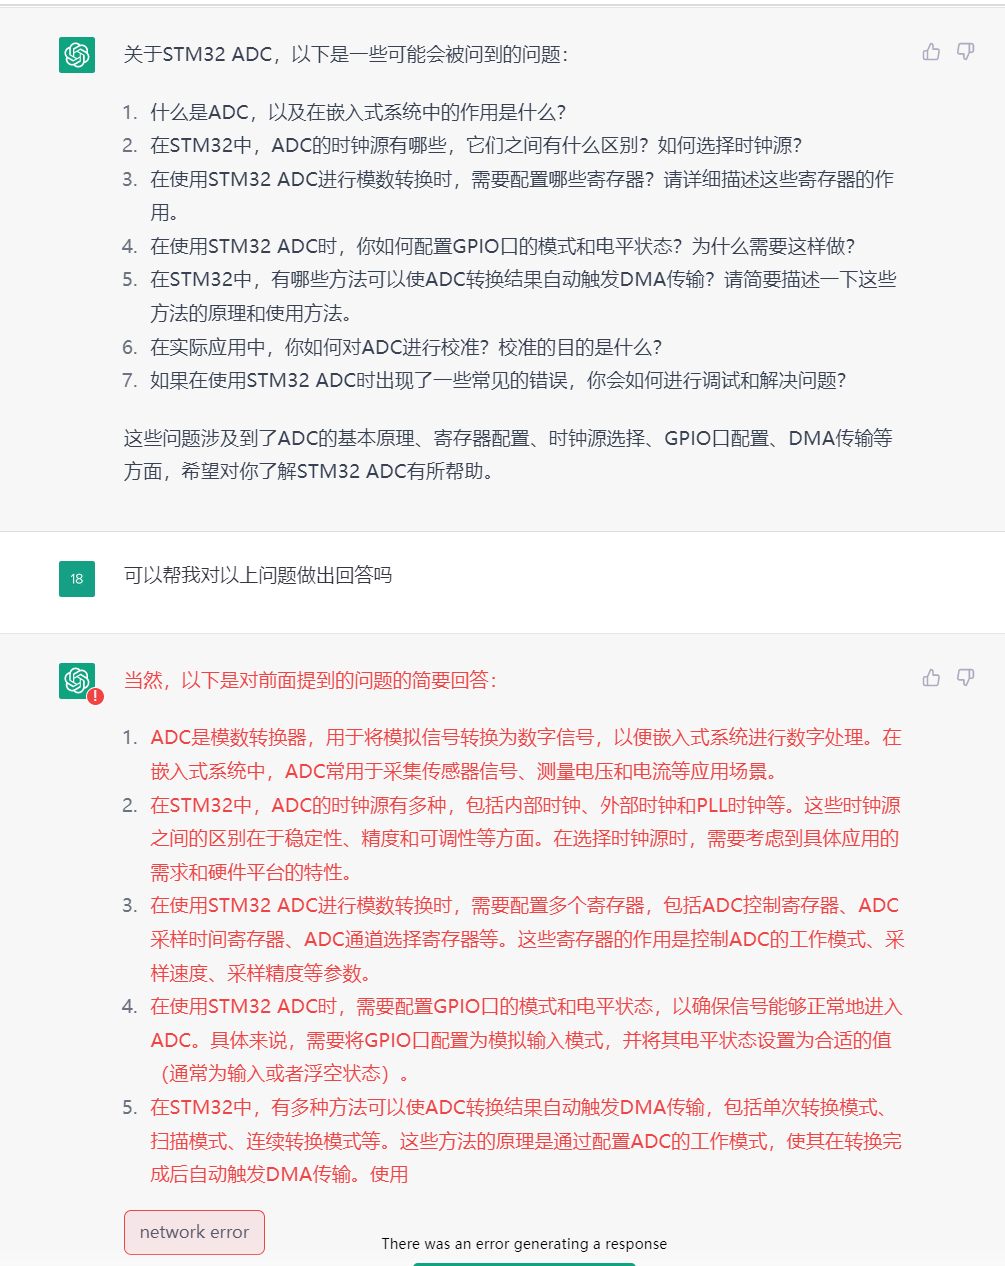 关于STM32 ADC，以下是一些可能会被问到的问题：
1. 什么是ADC，以及在嵌入式系统中的作用是什么？
2. 在STM32中，ADC的时钟源有哪些，它们之间有什么区别？如何选择时钟源？
3. 在使用STM32 ADC进行模数转换时，需要配置哪些寄存器？请详细描述这些寄存器的作
用。
4. 在使用STM32 ADC时，你如何配置GPIO口的模式和电平状态？为什么需要这样做？
5. 在STM32中，有哪些方法可以使ADC转换结果自动触发DMA传输？请简要描述一下这些
方法的原理和使用方法。
6. 在实际应用中，你如何对ADC进行校准？校准的目的是什么？
7. 如果在使用STM32 ADC时出现了一些常见的错误，你会如何进行调试和解决问题？
这些问题涉及到了ADC的基本原理、寄存器配置、时钟源选择、GPIO口配置、DMA传输等
方面，希望对你了解STM32 ADC有所帮助。
18
可以帮我对以上问题做出回答吗
!
当然，以下是对前面提到的问题的简要回答：
1. ADC是模数转换器，用于将模拟信号转换为数字信号，以便嵌入式系统进行数字处理。在
嵌入式系统中，ADC常用于采集传感器信号、测量电压和电流等应用场景。
2. 在STM32中，ADC的时钟源有多种，包括内部时钟、外部时钟和PLL时钟等。这些时钟源
之间的区别在于稳定性、精度和可调性等方面。在选择时钟源时，需要考虑到具体应用的
需求和硬件平台的特性。
3. 在使用STM32 ADC进行模数转换时，需要配置多个寄存器，包括ADC控制寄存器、ADC
采样时间寄存器、ADC通道选择寄存器等。这些寄存器的作用是控制ADC的工作模式、采
样速度、采样精度等参数。
4. 在使用STM32 ADC时，需要配置GPIO口的模式和电平状态，以确保信号能够正常地进入
ADC。具体来说，需要将GPIO口配置为模拟输入模式，并将其电平状态设置为合适的值
（通常为输入或者浮空状态）。
5. 在STM32中，有多种方法可以使ADC转换结果自动触发DMA传输，包括单次转换模式、
扫描模式、连续转换模式等。这些方法的原理是通过配置ADC的工作模式，使其在转换完
成后自动触发DMA传输。使用
network error
There was an error generating a response